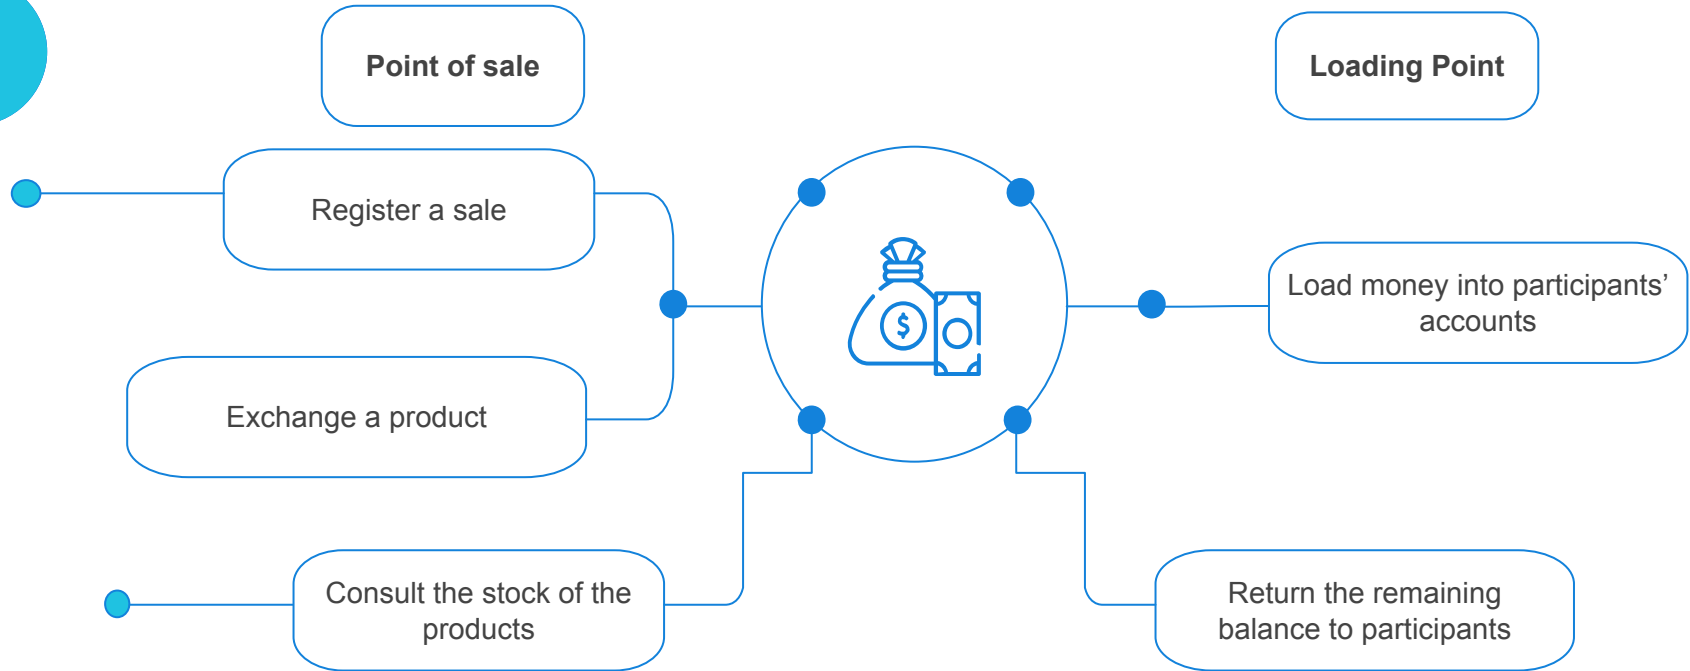 Point of sale
Loading Point
Register a sale
Load money into participants’
accounts
Exchange a product
Consult the stock of the
products
Return the remaining
balance to participants
$